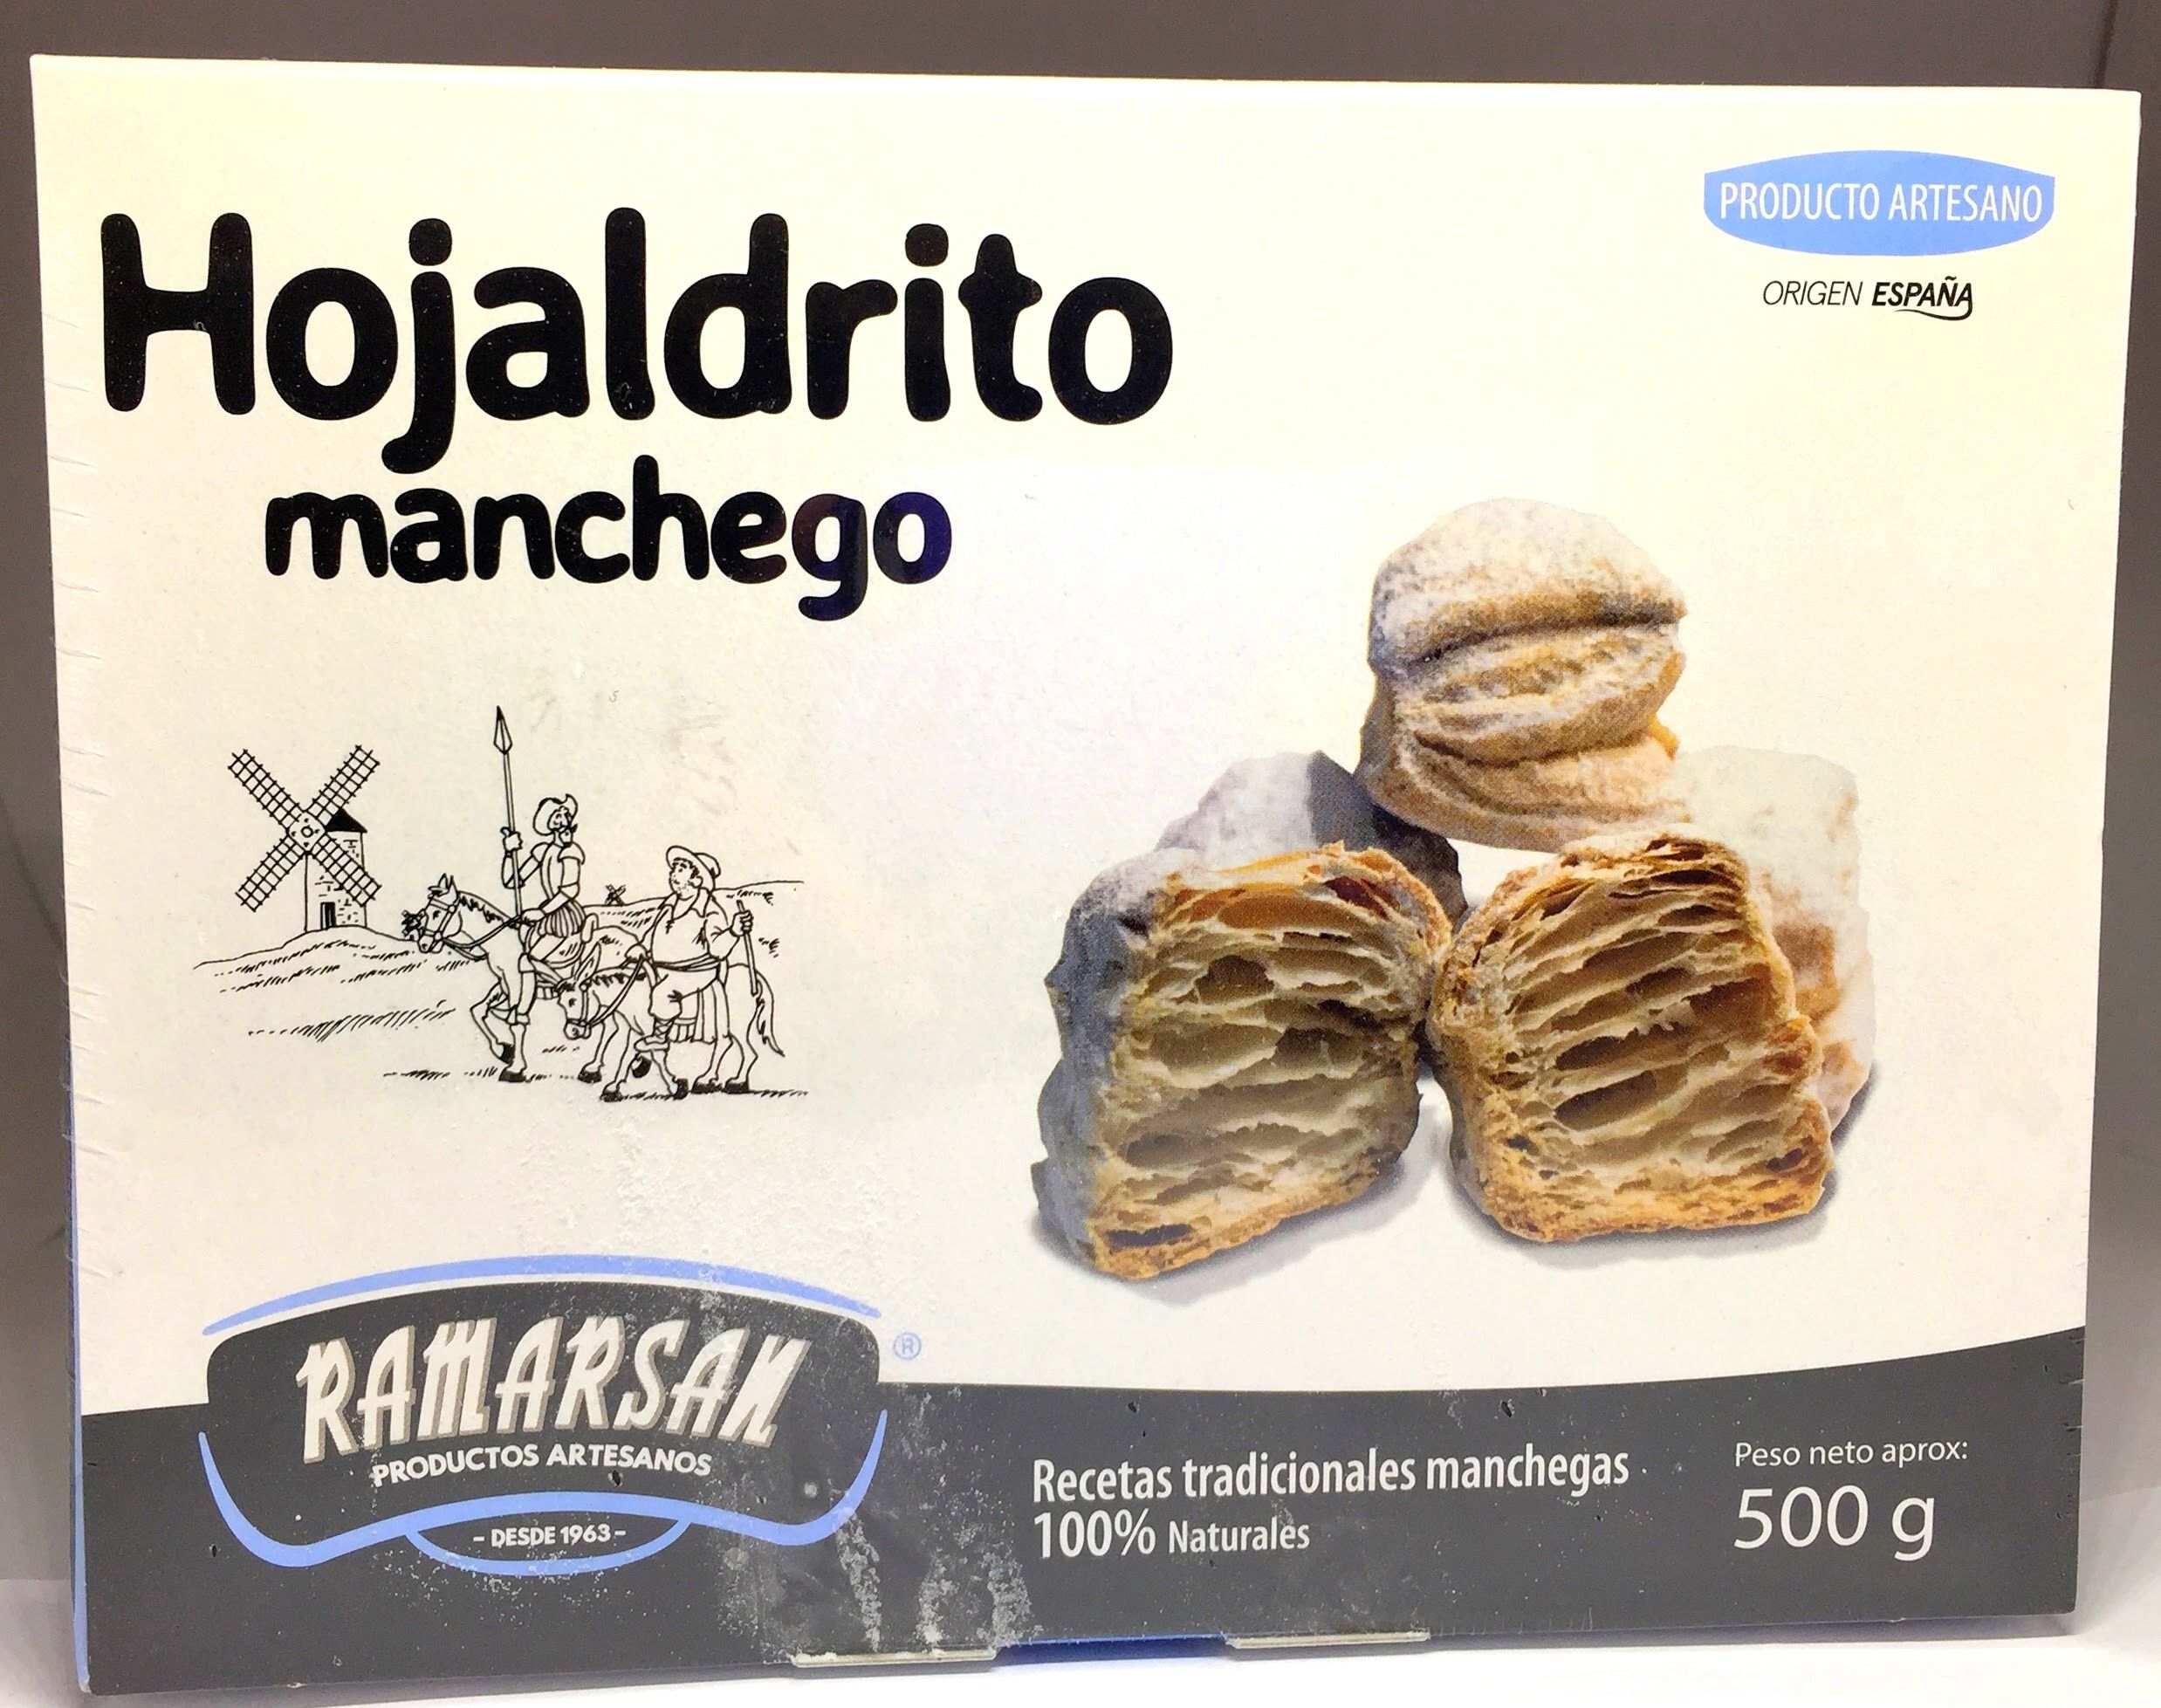 PRODUCTO ARTESANO
ORIGEN ESPAÑA
Hojaldrito
manchego
RAMARSAN
®
PRODUCTOS ARTESANOS
- DESDE 1963 -
Recetas tradicionales manchegas
100% Naturales
Peso neto aprox:
500 g